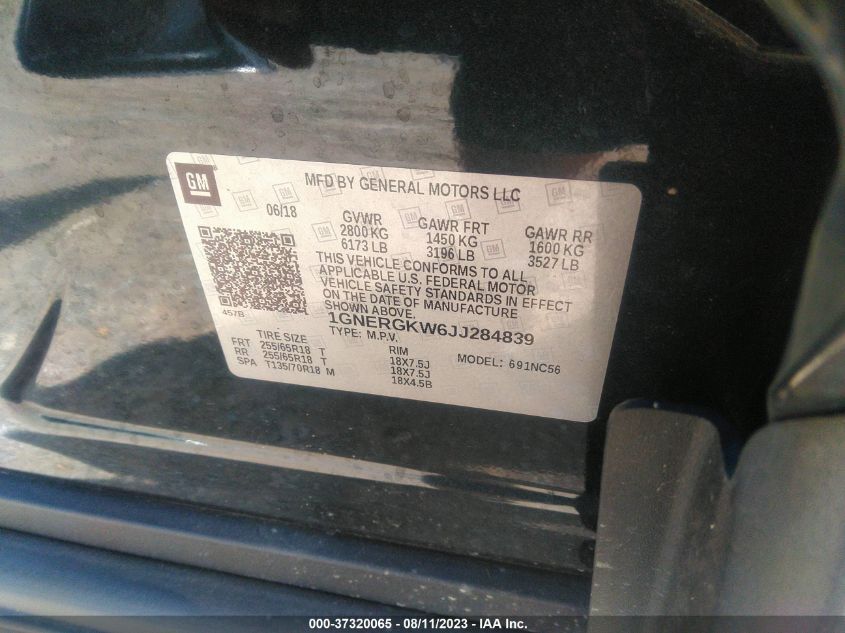 GM
MFD BY GENERAL MOTORS LLC
06/18
GVWR GAWR FRT GAWR RR
2800 KG 1450 KG 1600 KG
6173 LB 3196 LB 3527 LB
THIS VEHICLE CONFORMS TO ALL
APPLICABLE U.S. FEDERAL MOTOR
VEHICLE SAFETY STANDARDS IN EFFECT
ON THE DATE OF MANUFACTURE
SHOWN ABOVE.
457B
1GNERGKW6JJ284839
TYPE: M.P.V.
MODEL: 691NC56
TIRE SIZE RIM
FRT 255/65R18 T 18X7.5J
RR 255/65R18 T 18X7.5J
SPA T135/70R18 M 18X4.5B
000-37320065 - 08/11/2023 - IAA Inc.